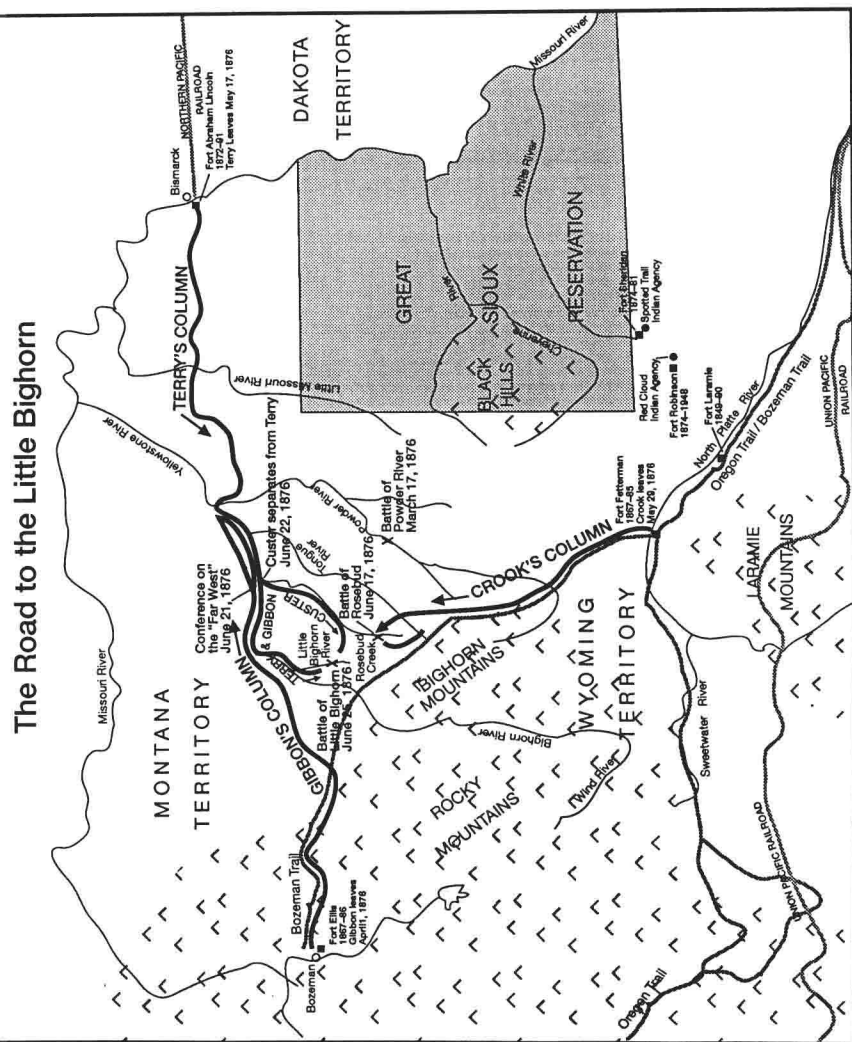 The Road to the Little Bighorn
MONTANA
TERRITORY
Missouri River
Yellowstone River
Bismarck
NORTHERN PACIFIC
RAILROAD
Fort Abraham Lincoln
1872–91
Terry Leaves May 17, 1876
DAKOTA
TERRITORY
TERRY'S COLUMN
Little Missouri River
Missouri River
White River
GREAT
SIOUX
RESERVATION
River
Cheyenne
BLACK
HILLS
Conference on
the "Far West"
June 21, 1876
Custer separates from Terry
June 22, 1876
Powder River
Tongue
River
Battle of
Powder River
March 17, 1876
GIBBON'S COLUMN
TERRY
& GIBBON
CUSTER
Little
Bighorn
River
Battle of
Rosebud
June 17, 1876
Rosebud
Creek
Battle of
Little Bighorn
June 25, 1876
Bozeman Trail
Bozeman
Fort Ellis
1867–86
Gibbon leaves
April1, 1876
BIGHORN
MOUNTAINS
CROOK'S COLUMN
Fort Fetterman
1867–85
Crook leaves
May 29, 1876
Fort Sheridan
1874–81
Spotted Trail
Indian Agency
Red Cloud
Indian Agency
Fort Robinson
1874–1948
Fort Laramie
1849–90
North Platte River
Oregon Trail / Bozeman Trail
UNION PACIFIC
RAILROAD
ROCKY
MOUNTAINS
Bighorn River
Wind River
WYOMING
TERRITORY
LARAMIE
MOUNTAINS
Sweetwater River
Oregon Trail
UNION PACIFIC RAILROAD